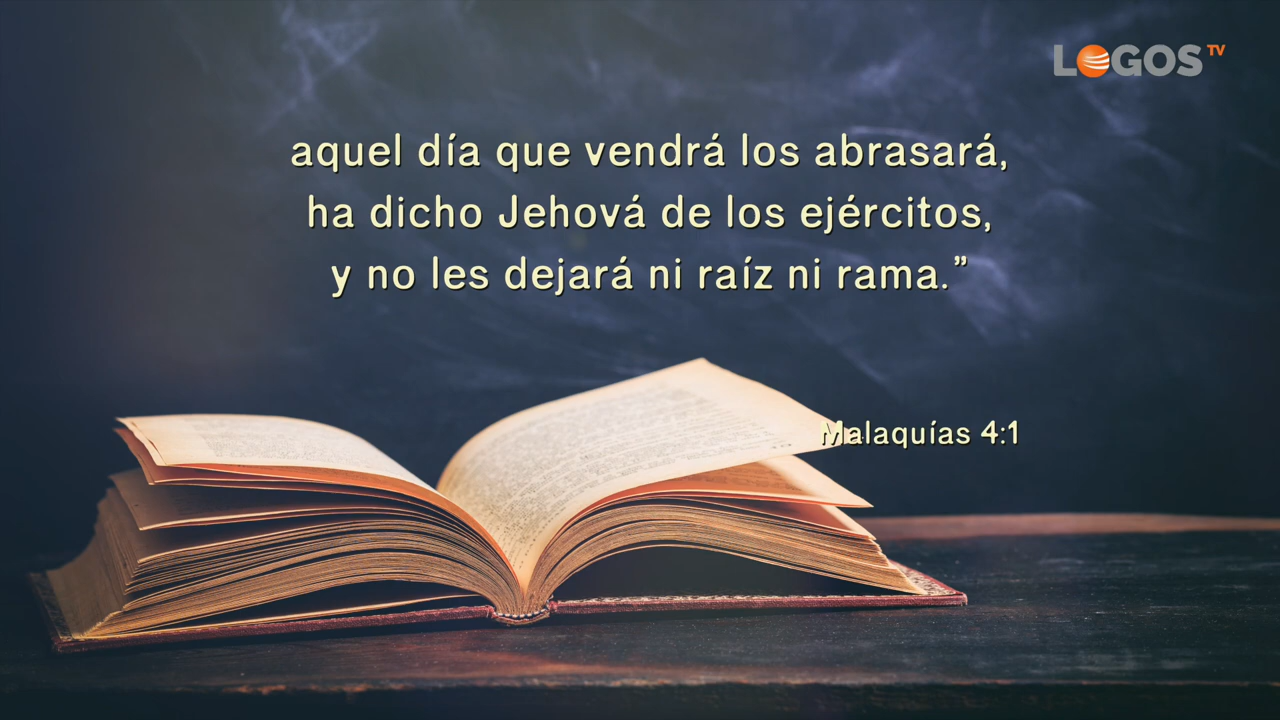 LOGOS TV
aquel día que vendrá los abrasará,
ha dicho Jehová de los ejércitos,
y no les dejará ni raíz ni rama.”
Malaquías 4:1